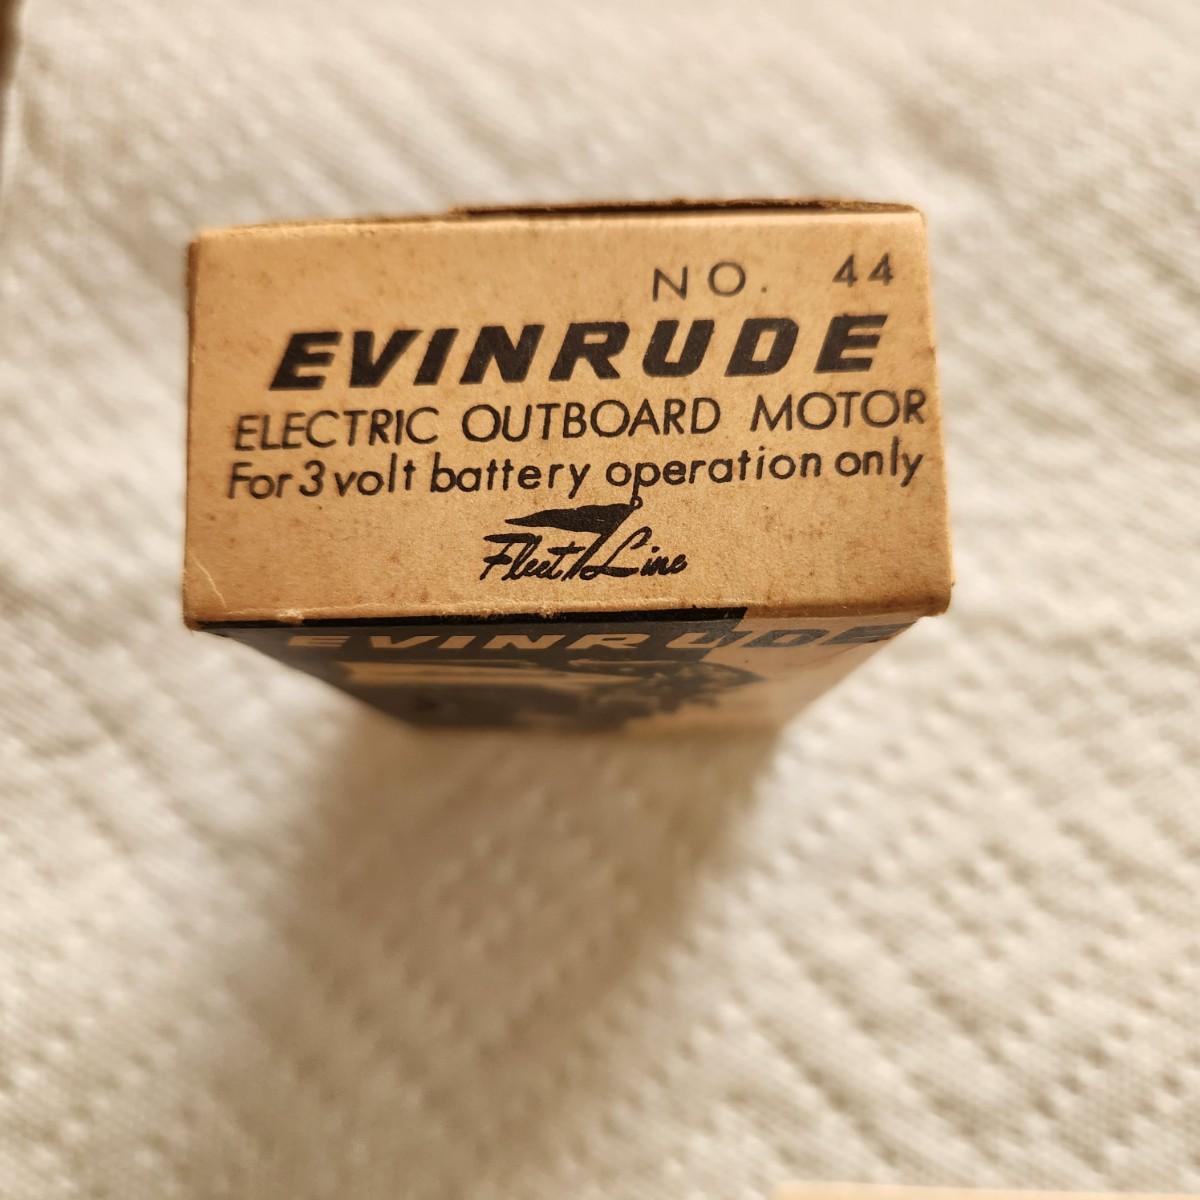 NO. 44
EVINRUDE
ELECTRIC OUTBOARD MOTOR
For 3 volt battery operation only
Fleet Line
EVINRUDE